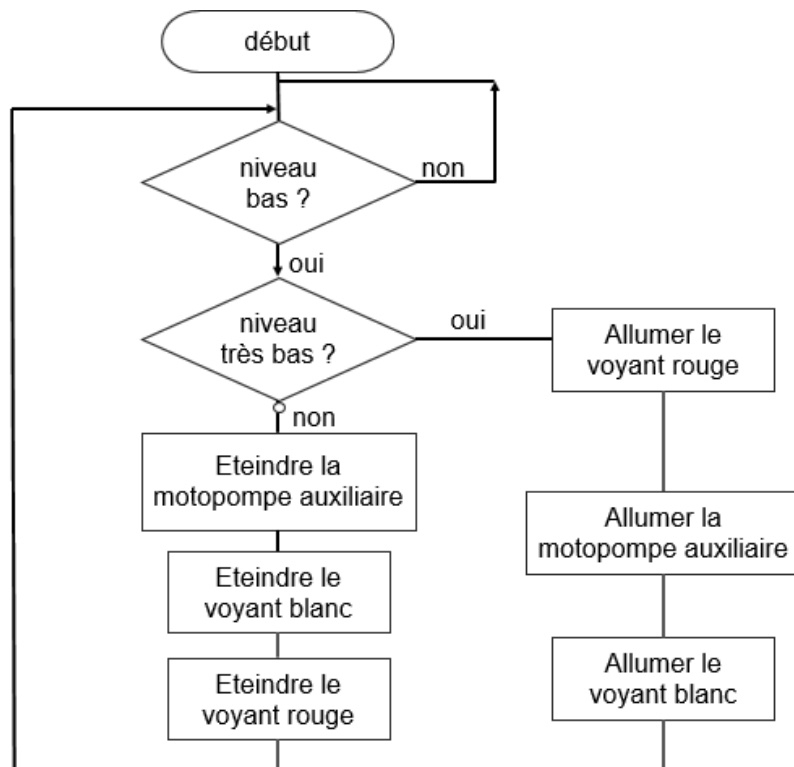 début
niveau
bas ?
non
oui
niveau
très bas ?
oui
non
Allumer le
voyant rouge
Eteindre la
motopompe auxiliaire
Allumer la
motopompe auxiliaire
Eteindre le
voyant blanc
Eteindre le
voyant rouge
Allumer le
voyant blanc